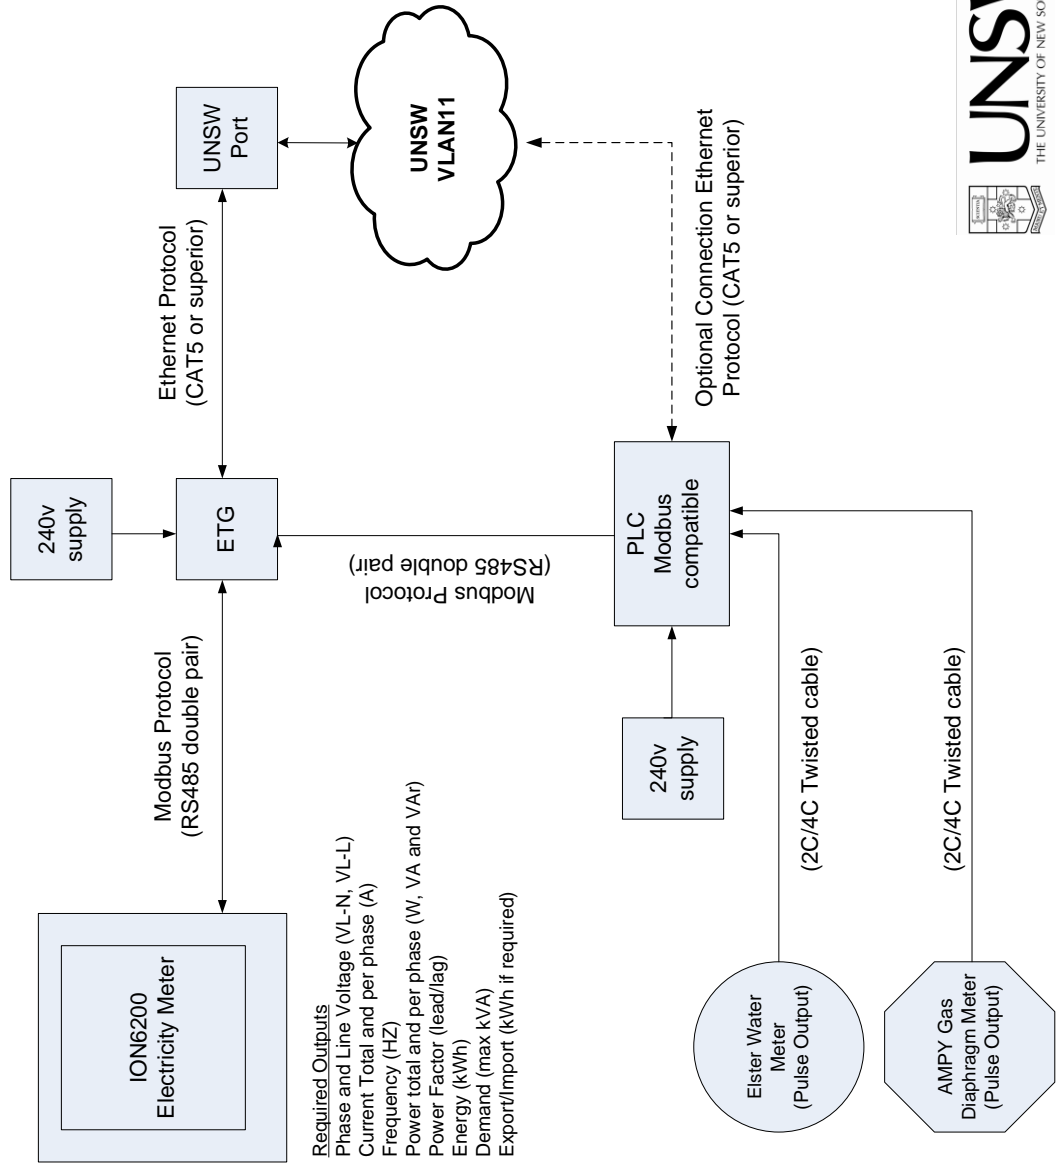 ION6200
Electricity Meter
Modbus Protocol
(RS485 double pair)
240v
supply
ETG
Ethernet Protocol
(CAT5 or superior)
UNSW
Port
UNSW
VLAN11
Required Outputs
Phase and Line Voltage (VL-N, VL-L)
Current Total and per phase (A)
Frequency (HZ)
Power total and per phase (W, VA and VAr)
Power Factor (lead/lag)
Energy (kWh)
Demand (max kVA)
Export/Import (kWh if required)
Modbus Protocol
(RS485 double pair)
240v
supply
PLC
Modbus
compatible
Optional Connection Ethernet
Protocol (CAT5 or superior)
Elster Water
Meter
(Pulse Output)
(2C/4C Twisted cable)
AMPY Gas
Diaphragm Meter
(Pulse Output)
(2C/4C Twisted cable)
UNSW
THE UNIVERSITY OF NEW SO